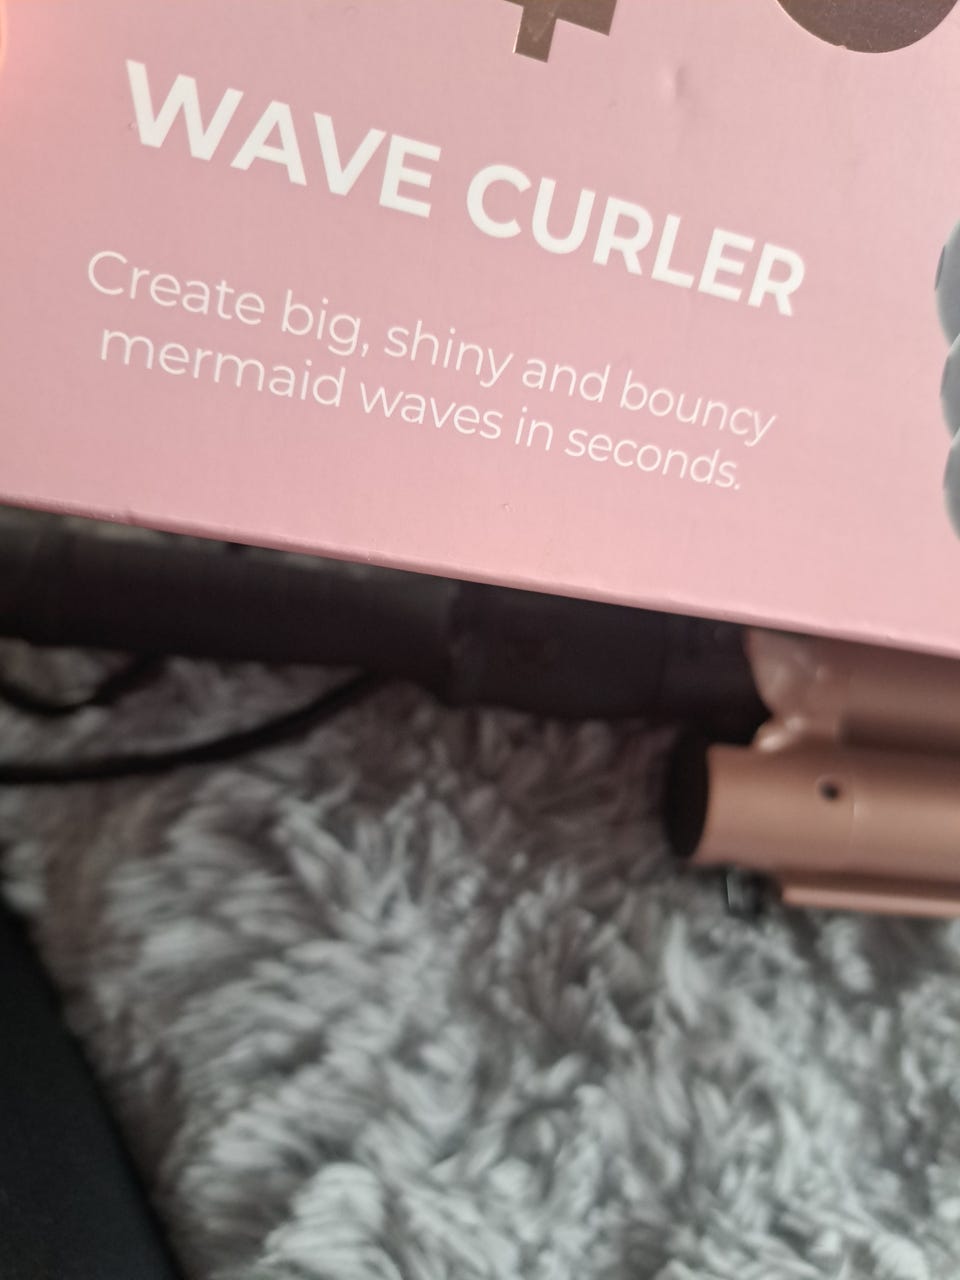 WAVE CURLER
Create big, shiny and bouncy
mermaid waves in seconds.